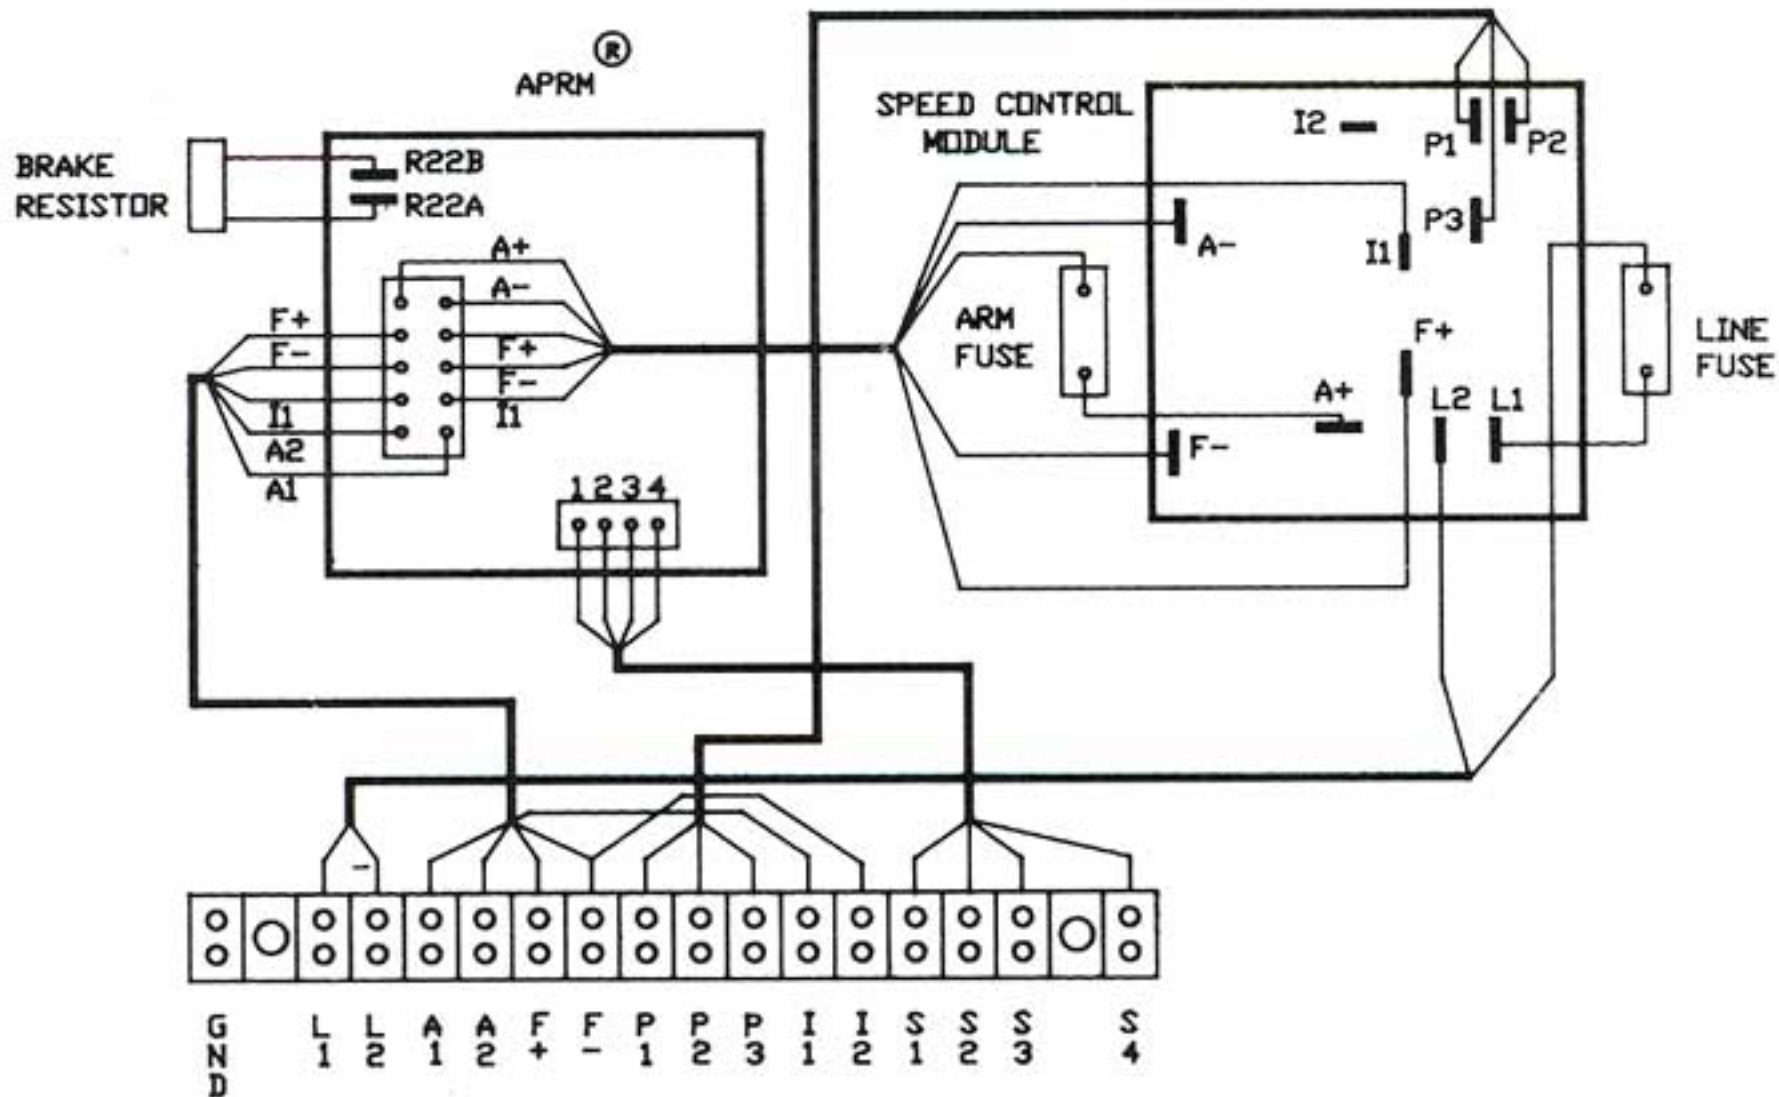 ®
APRM
SPEED CONTROL
MODULE
I2
P1
P2
BRAKE
RESISTOR
R22B
R22A
P3
A+
A-
I1
A-
F+
F-
I1
A2
A1
F+
F-
I1
ARM
FUSE
F+
LINE
FUSE
A+
L2
L1
F-
1 2 3 4
-
GND
L1
L2
A1
A2
F+
F-
P1
P2
P3
I1
I2
S1
S2
S3
S4